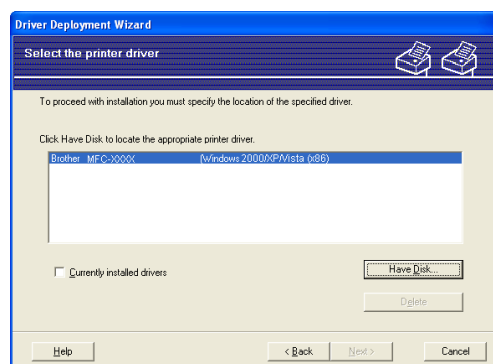 Driver Deployment Wizard
Select the printer driver
To proceed with installation you must specify the location of the specified driver.
Click Have Disk to locate the appropriate printer driver.
Brother MFC-XXXX (Windows 2000/XP/Vista (x86)
Currently installed drivers
Have Disk...
Delete
Help
< Back
Next >
Cancel